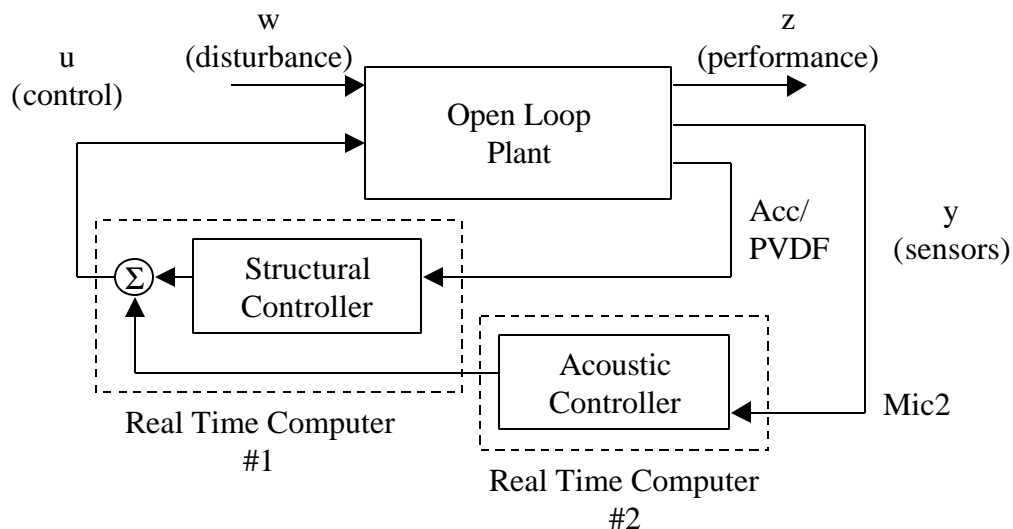 w
(disturbance)
z
(performance)
u
(control)
Open Loop
Plant
Acc/
PVDF
y
(sensors)
Σ
Structural
Controller
Acoustic
Controller
Mic2
Real Time Computer
#1
Real Time Computer
#2